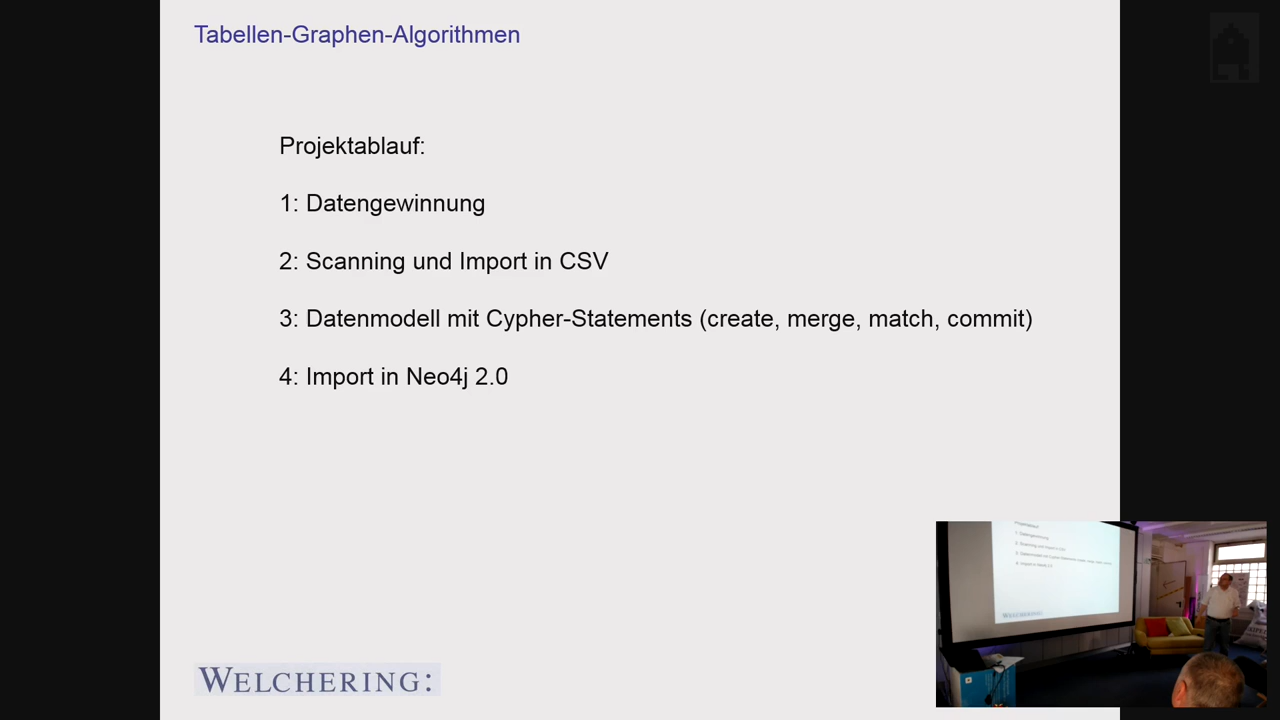 Tabellen-Graphen-Algorithmen
Projektablauf:
1: Datengewinnung
2: Scanning und Import in CSV
3: Datenmodell mit Cypher-Statements (create, merge, match, commit)
4: Import in Neo4j 2.0
WELCHERING: